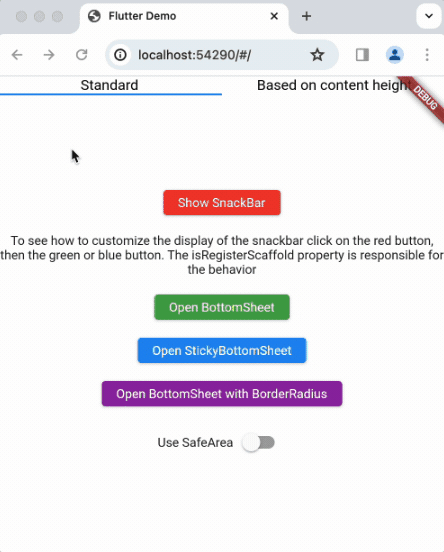 Flutter Demo
localhost:54290/#/
Standard
Based on content height
DEBUG
Show SnackBar
To see how to customize the display of the snackbar click on the red button,
then the green or blue button. The isRegisterScaffold property is responsible for
the behavior
Open BottomSheet
Open StickyBottomSheet
Open BottomSheet with BorderRadius
Use SafeArea